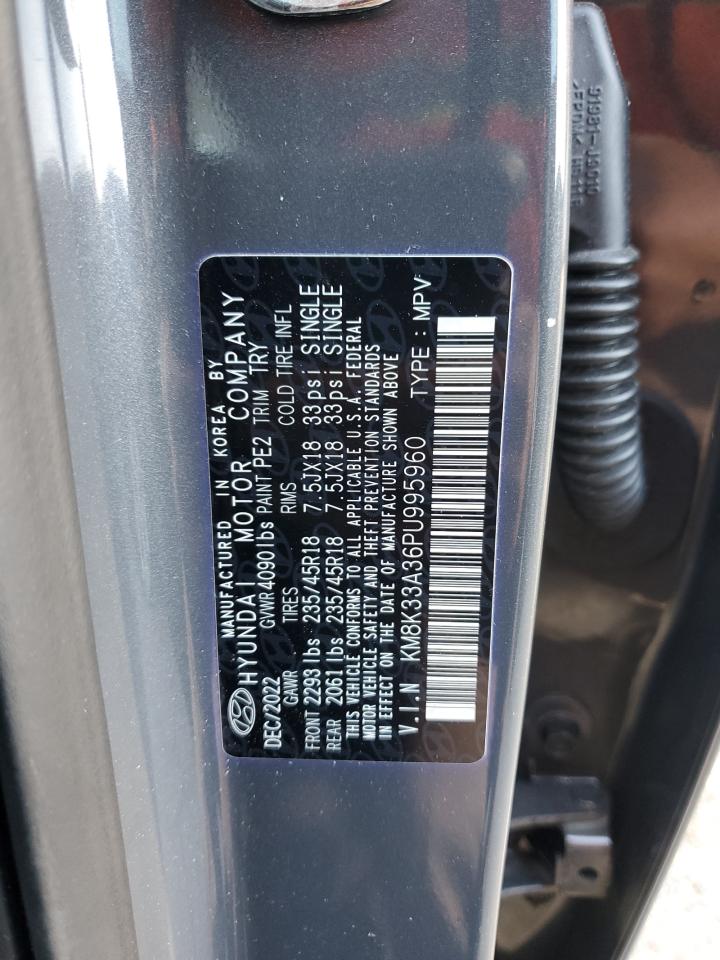 MANUFACTURED IN KOREA BY
HYUNDAI MOTOR COMPANY
DEC/2022 GVWR 4090 lbs PAINT PE2 TRIM TRY
GAWR TIRES RIMS COLD TIRE INFL
FRONT 2293 lbs 235/45R18 7.5JX18 33psi SINGLE
REAR 2061 lbs 235/45R18 7.5JX18 33psi SINGLE
THIS VEHICLE CONFORMS TO ALL APPLICABLE U.S.A. FEDERAL
MOTOR VEHICLE SAFETY AND THEFT PREVENTION STANDARDS
IN EFFECT ON THE DATE OF MANUFACTURE SHOWN ABOVE
V.I.N KM8K33A36PU995960 TYPE : MPV
91981-J9010